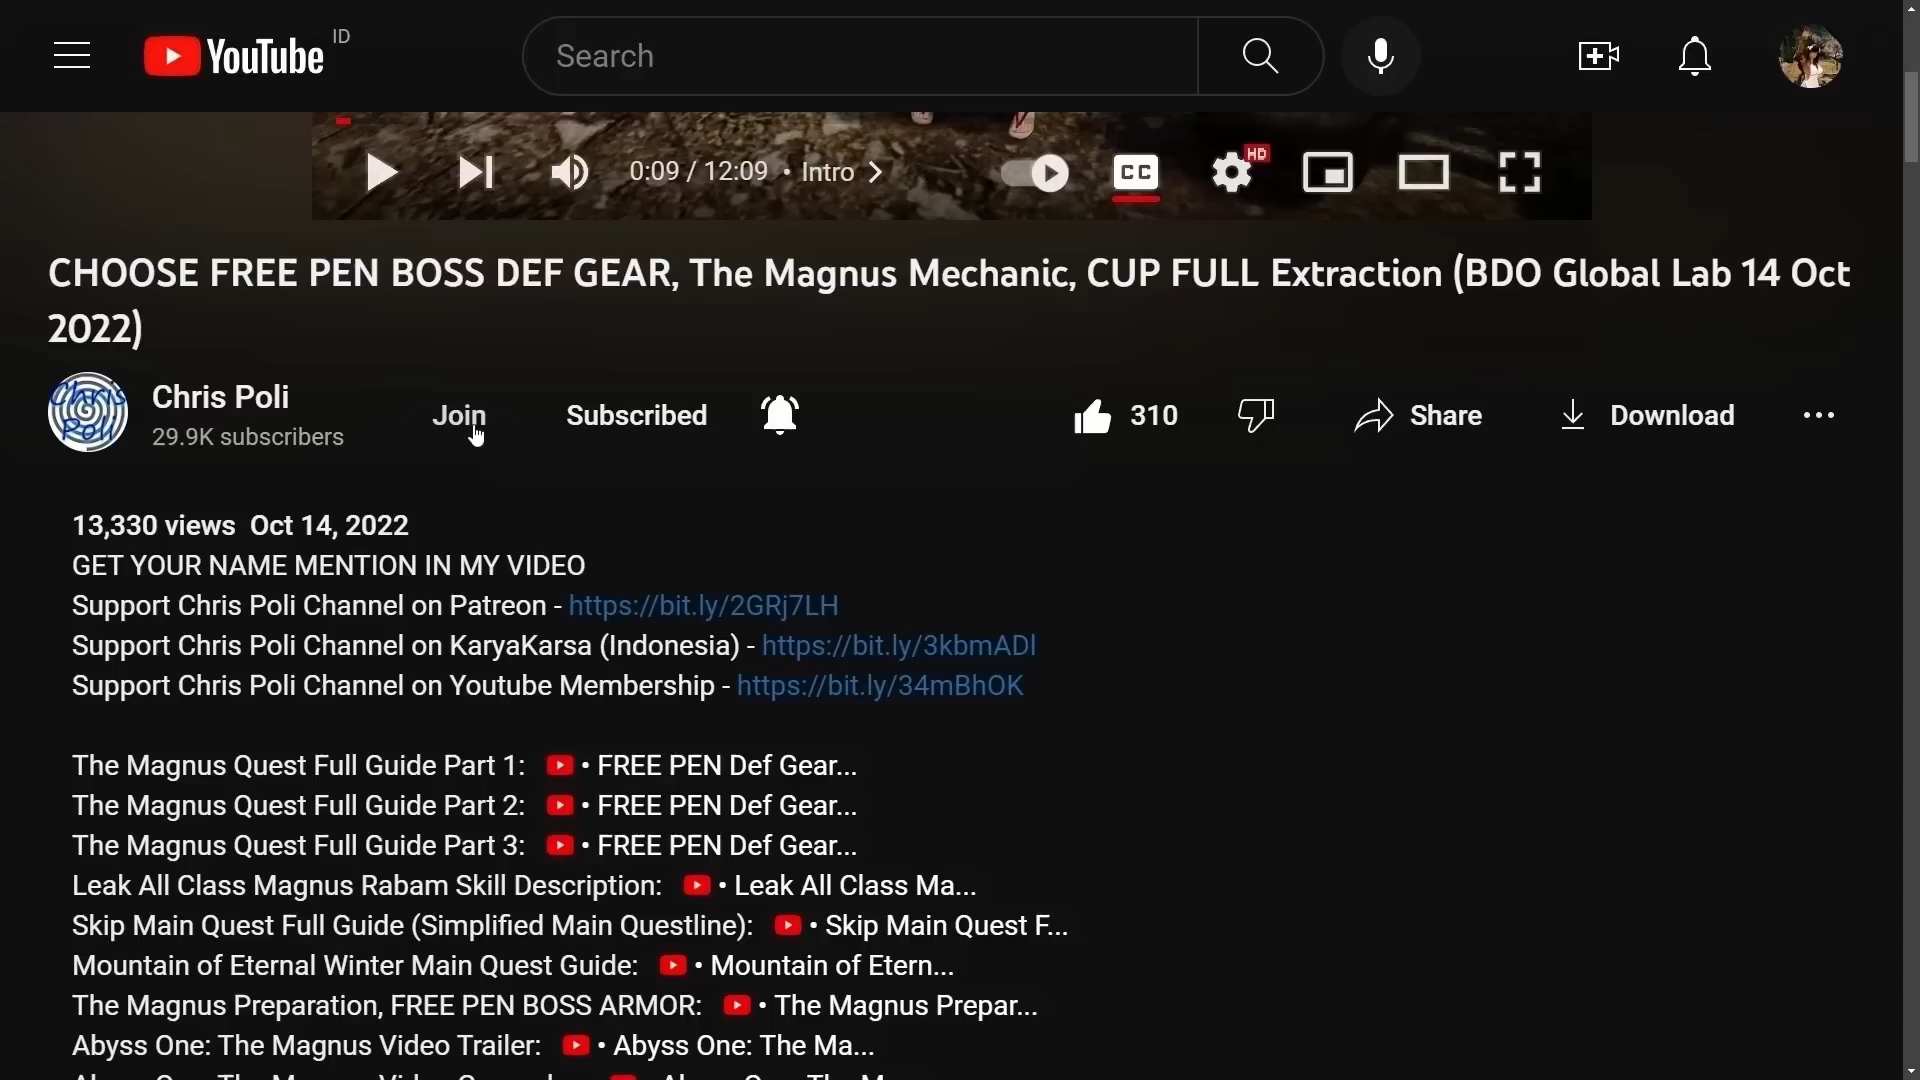 YouTube ID
Search
0:09 / 12:09 • Intro
CC
HD
CHOOSE FREE PEN BOSS DEF GEAR, The Magnus Mechanic, CUP FULL Extraction (BDO Global Lab 14 Oct
2022)
Chris Poli
Chris Poli
29.9K subscribers
Join
Subscribed
310
Share
Download
13,330 views Oct 14, 2022
GET YOUR NAME MENTION IN MY VIDEO
Support Chris Poli Channel on Patreon - https://bit.ly/2GRj7LH
Support Chris Poli Channel on KaryaKarsa (Indonesia) - https://bit.ly/3kbmADl
Support Chris Poli Channel on Youtube Membership - https://bit.ly/34mBhOK
The Magnus Quest Full Guide Part 1: • FREE PEN Def Gear...
The Magnus Quest Full Guide Part 2: • FREE PEN Def Gear...
The Magnus Quest Full Guide Part 3: • FREE PEN Def Gear...
Leak All Class Magnus Rabam Skill Description: • Leak All Class Ma...
Skip Main Quest Full Guide (Simplified Main Questline): • Skip Main Quest F...
Mountain of Eternal Winter Main Quest Guide: • Mountain of Etern...
The Magnus Preparation, FREE PEN BOSS ARMOR: • The Magnus Prepar...
Abyss One: The Magnus Video Trailer: • Abyss One: The Ma...